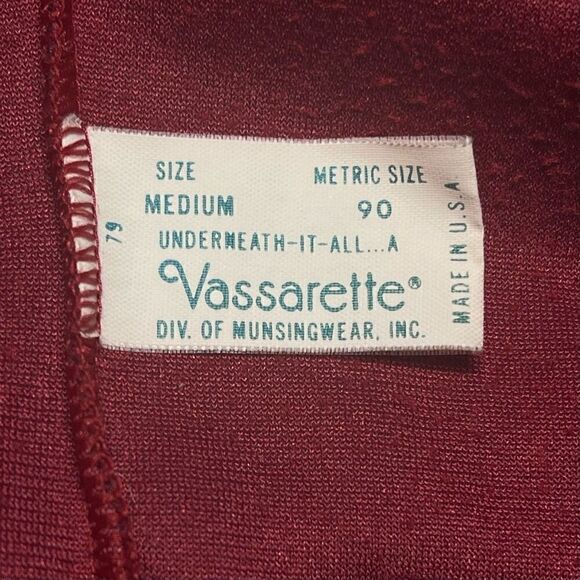 SIZE METRIC SIZE
MEDIUM 90
UNDERNEATH-IT-ALL...A
Vassarette®
DIV. OF MUNSINGWEAR, INC.
79
MADE IN U.S.A.